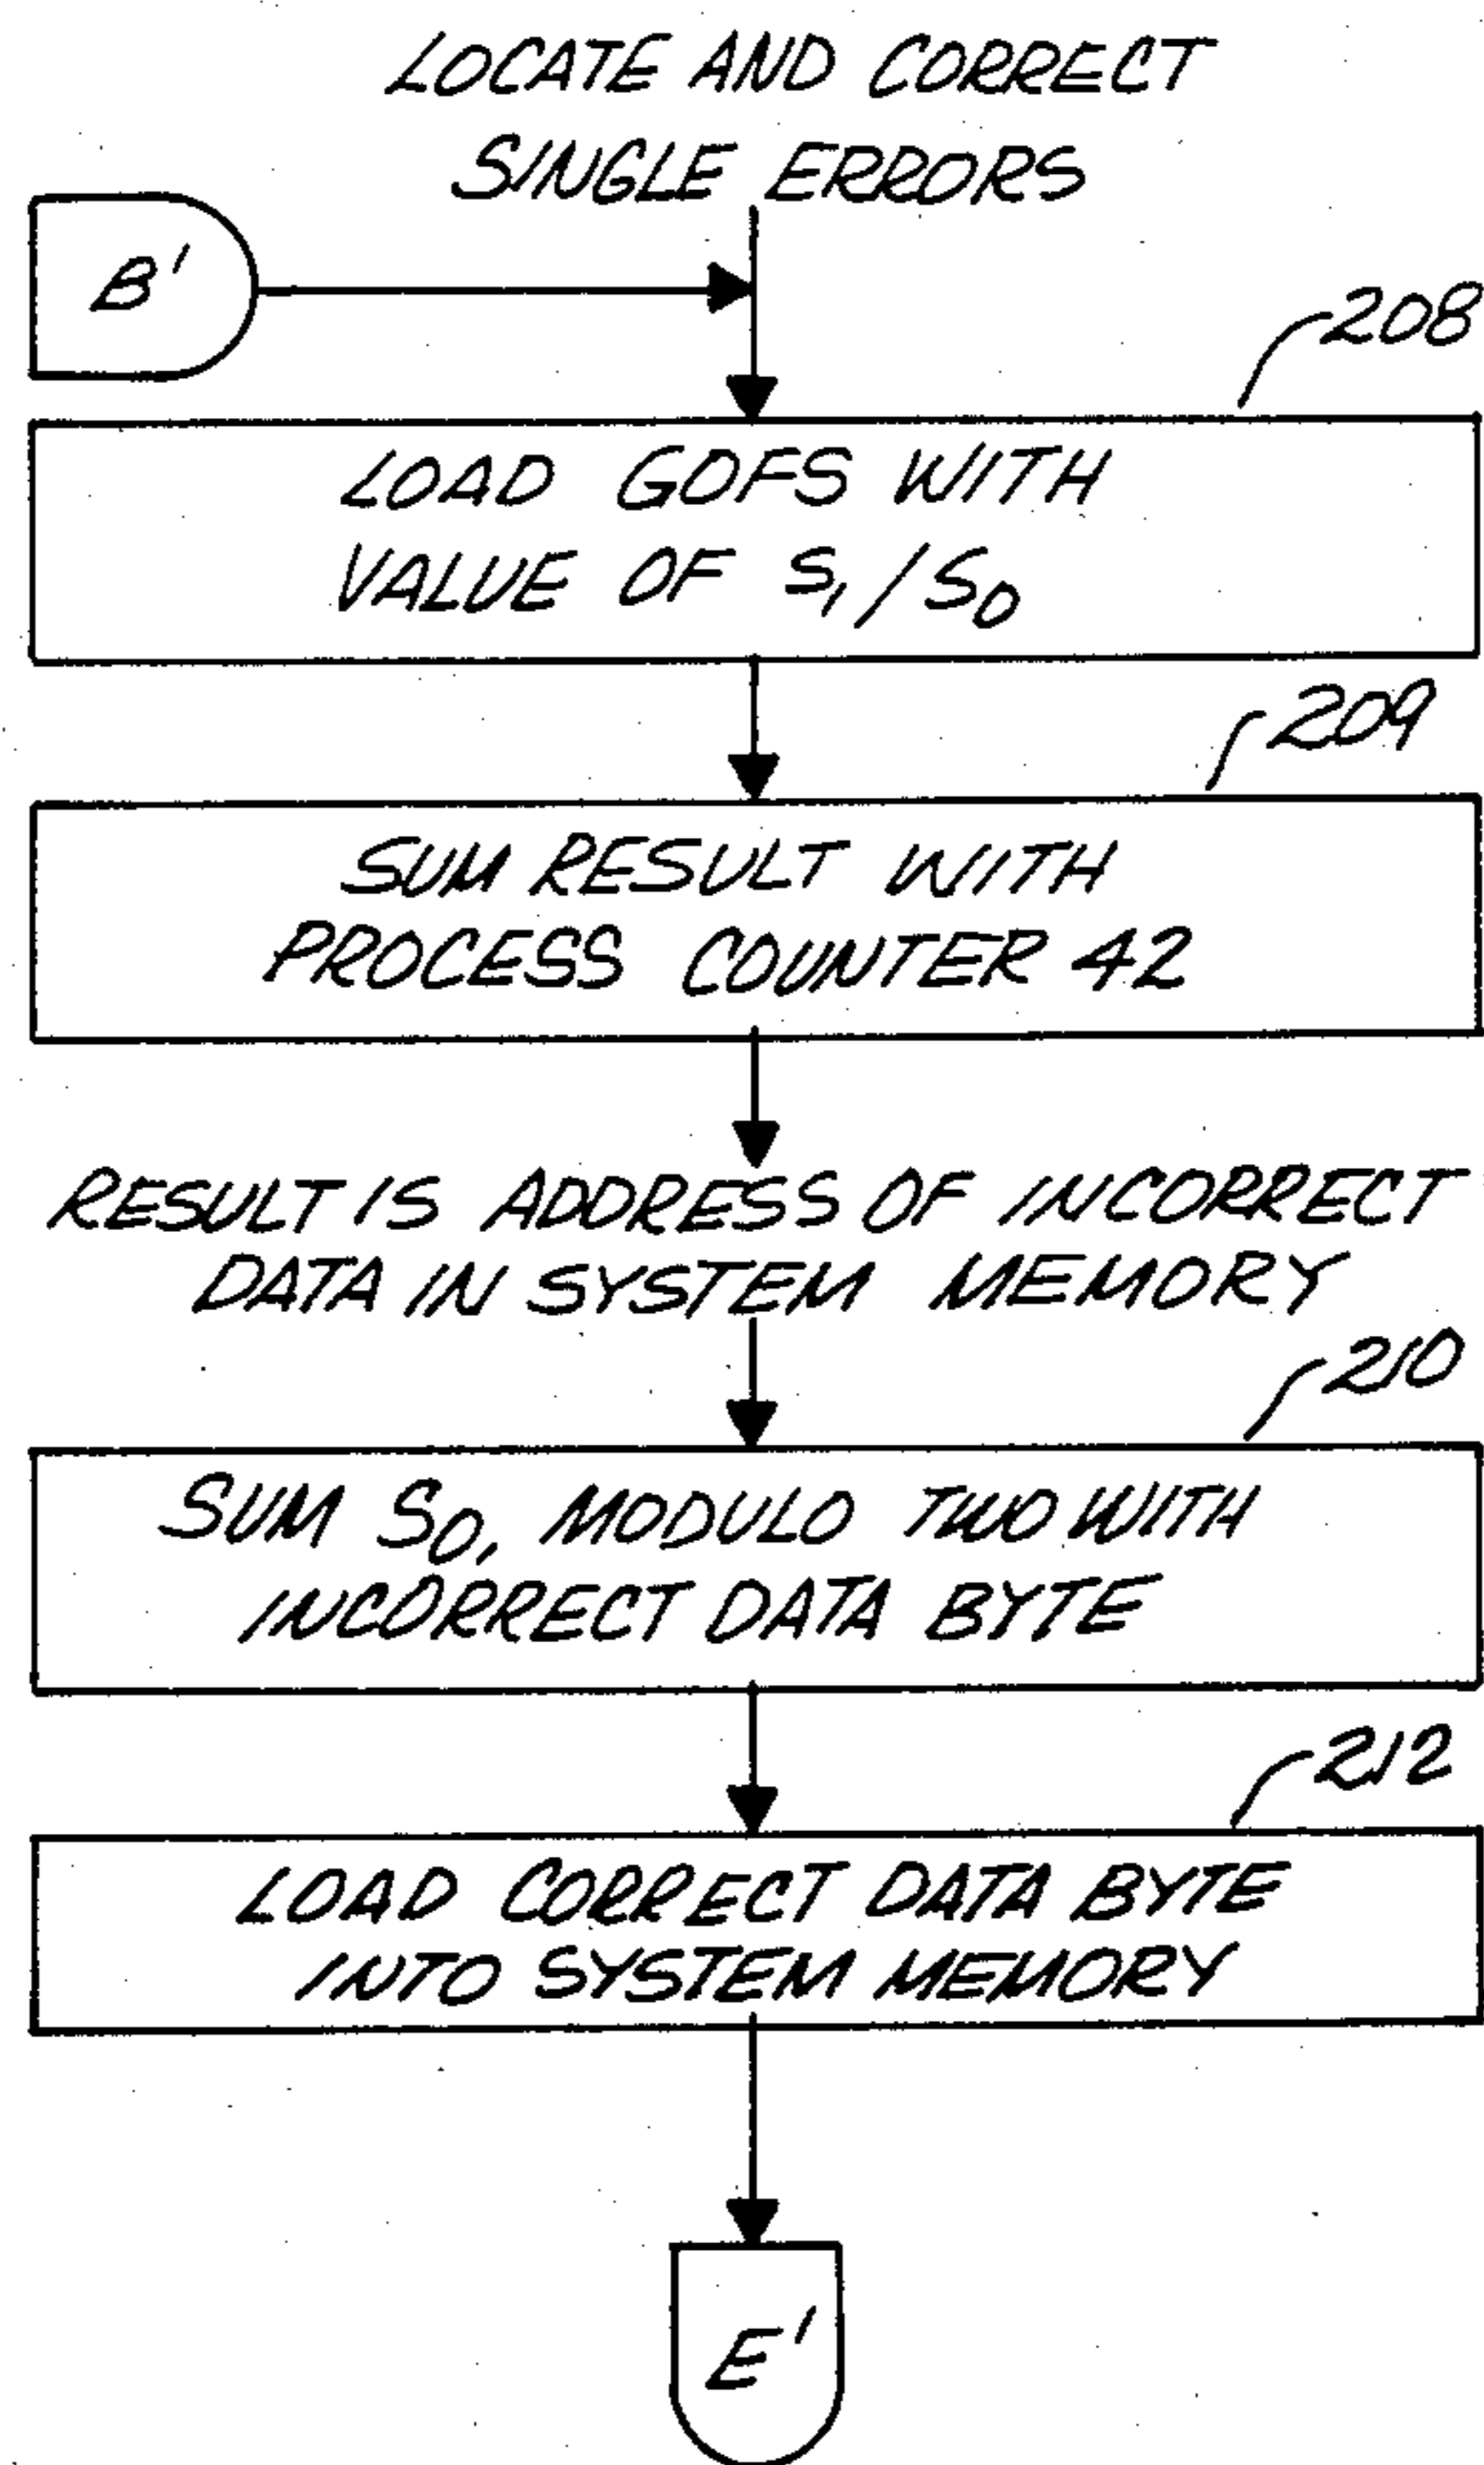 LOCATE AND CORRECT
SINGLE ERRORS
B'
208
LOAD GOFS WITH
VALUE OF S₁/S₀
209
SUM RESULT WITH
PROCESS COUNTER 42
RESULT IS ADDRESS OF INCORRECT
DATA IN SYSTEM MEMORY
210
SUM S₀, MODULO TWO WITH
INCORRECT DATA BYTE
212
LOAD CORRECT DATA BYTE
INTO SYSTEM MEMORY
E'